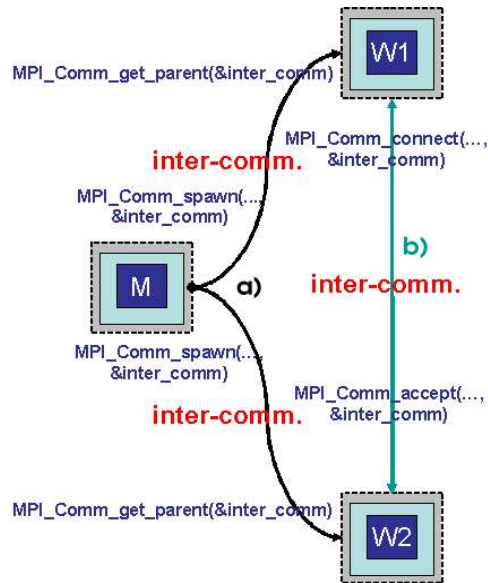 W1
MPI_Comm_get_parent(&inter_comm)
MPI_Comm_connect(...,
&inter_comm)
inter-comm.
MPI_Comm_spawn(...,
&inter_comm)
b)
M
a)
inter-comm.
MPI_Comm_spawn(...,
&inter_comm)
MPI_Comm_accept(...,
&inter_comm)
inter-comm.
MPI_Comm_get_parent(&inter_comm)
W2